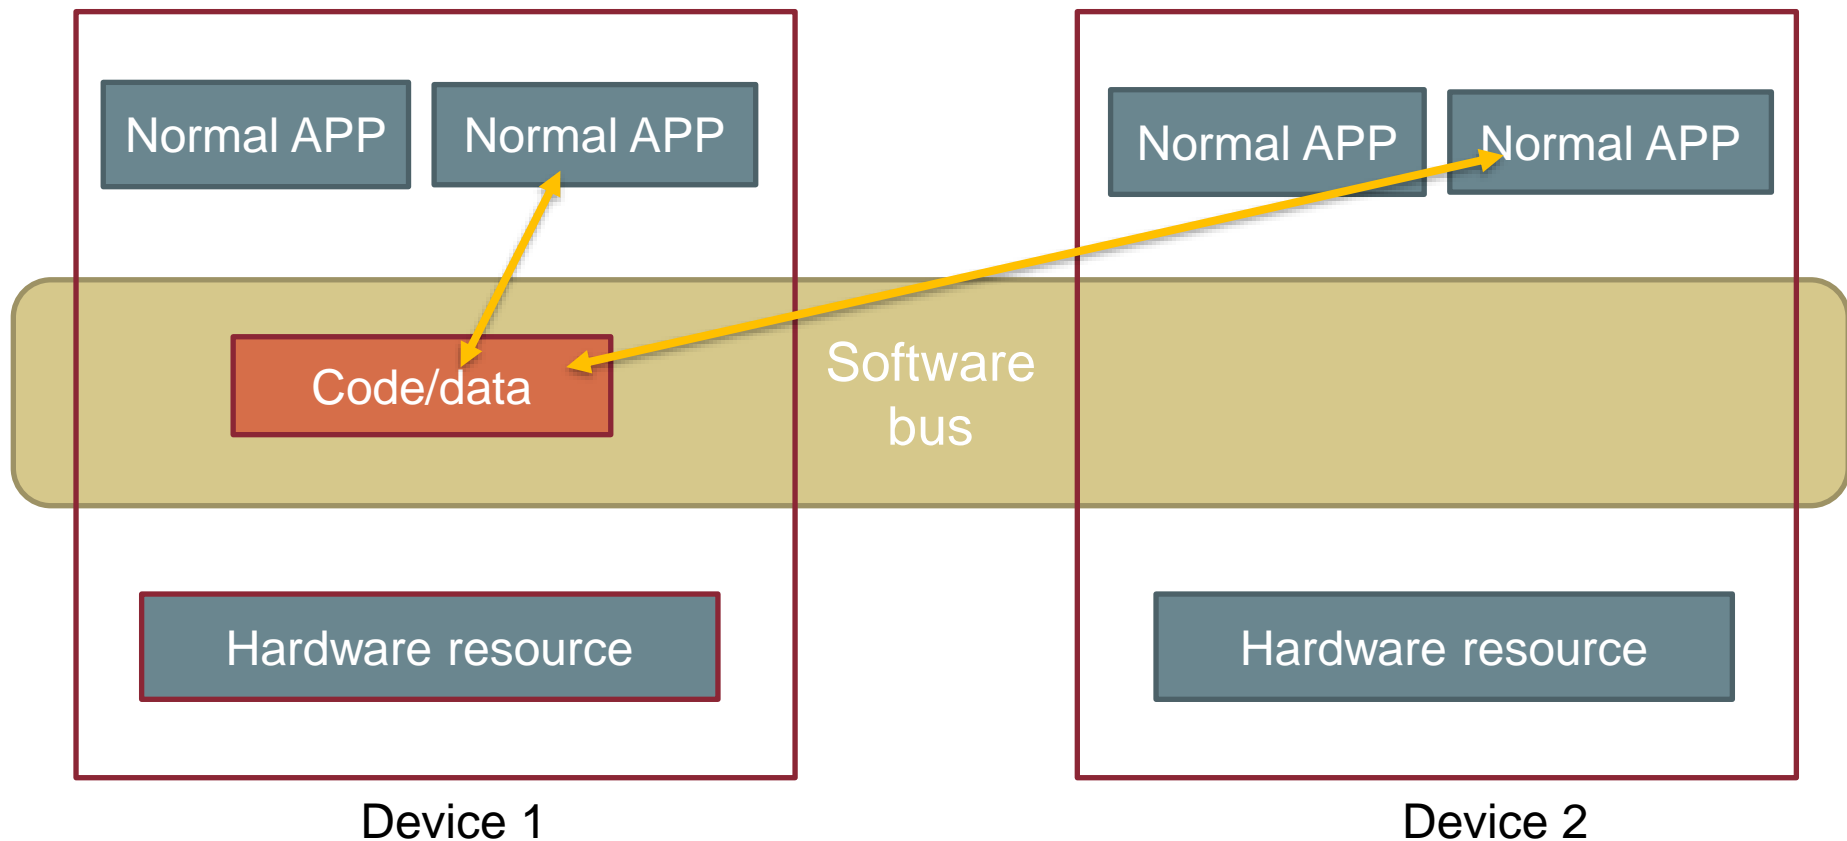 Normal APP
Normal APP
Normal APP
Normal APP
Code/data
Software
bus
Hardware resource
Hardware resource
Device 1
Device 2